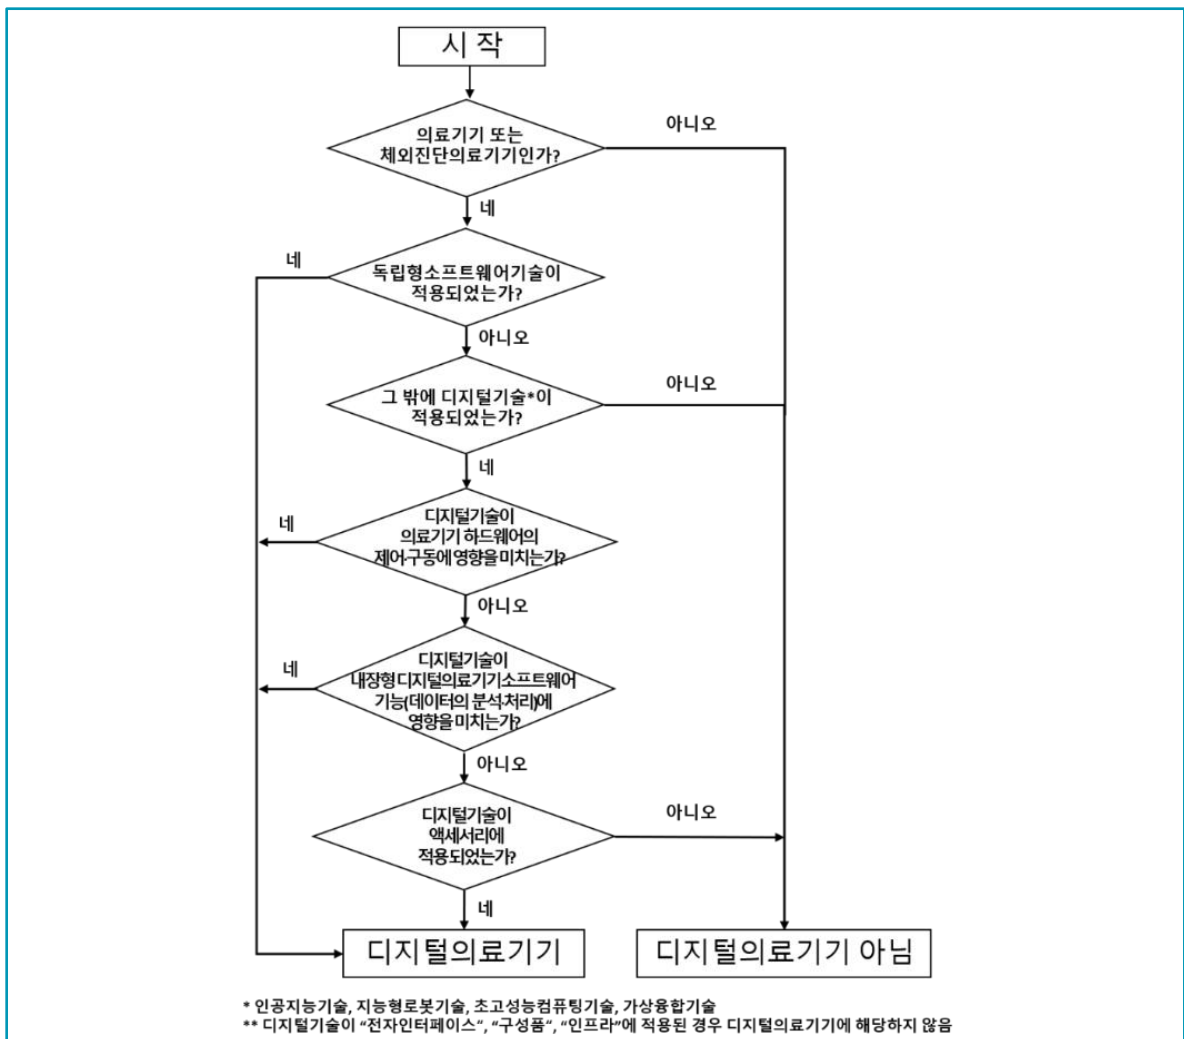 시 작
의료기기 또는
체외진단의료기기인가?
아니오
네
독립형소프트웨어기술이
적용되었는가?
네
아니오
그 밖에 디지털기술*이
적용되었는가?
아니오
네
디지털기술이
의료기기 하드웨어의
제어·구동에 영향을 미치는가?
네
아니오
디지털기술이
내장형디지털의료기기소프트웨어
기능(데이터의 분석·처리)에
영향을 미치는가?
네
아니오
디지털기술이
액세서리에
적용되었는가?
아니오
네
디지털의료기기
디지털의료기기 아님
* 인공지능기술, 지능형로봇기술, 초고성능컴퓨팅기술, 가상융합기술
** 디지털기술이 “전자인터페이스“, “구성품“, “인프라“에 적용된 경우 디지털의료기기에 해당하지 않음